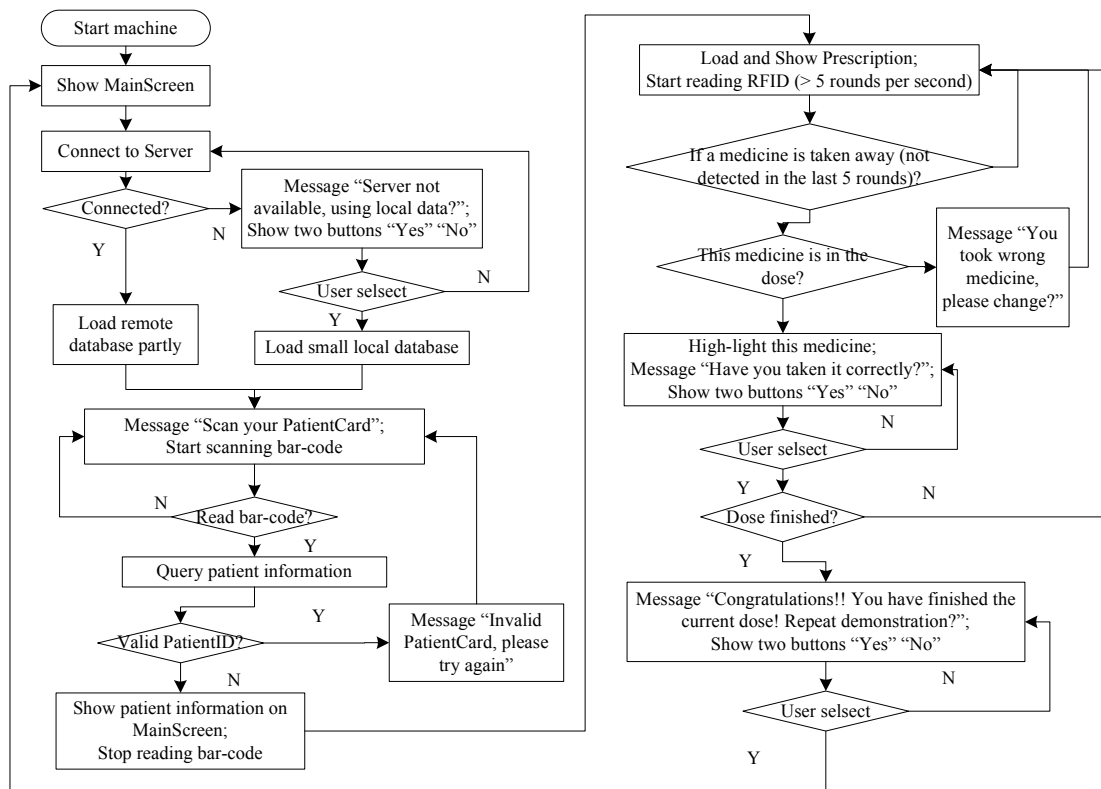 Start machine
Show MainScreen
Connect to Server
Connected?
Y
N
Message “Server not
available, using local data?”;
Show two buttons “Yes” “No”
User selsect
N
Y
Load remote
database partly
Load small local database
Message “Scan your PatientCard”;
Start scanning bar-code
N
Read bar-code?
Y
Query patient information
Y
Valid PatientID?
Message “Invalid
PatientCard, please
try again”
N
Show patient information on
MainScreen;
Stop reading bar-code
Load and Show Prescription;
Start reading RFID (> 5 rounds per second)
If a medicine is taken away (not
detected in the last 5 rounds)?
This medicine is in the
dose?
Message “You
took wrong
medicine,
please change?”
High-light this medicine;
Message “Have you taken it correctly?”;
Show two buttons “Yes” “No”
N
User selsect
Y
N
Dose finished?
Y
Message “Congratulations!! You have finished the
current dose! Repeat demonstration?”;
Show two buttons “Yes” “No”
N
User selsect
Y